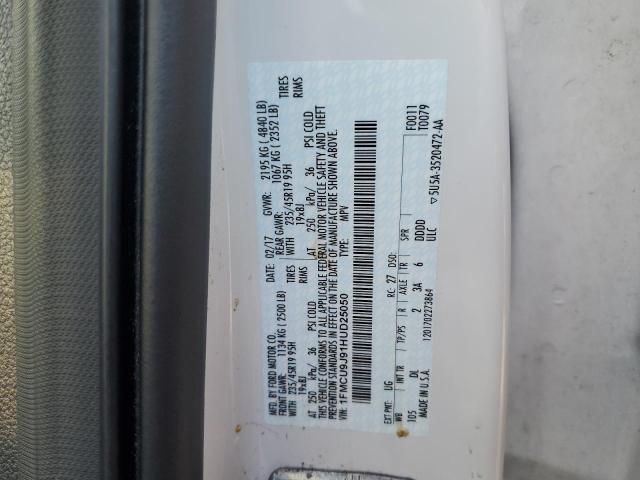 MFD. BY FORD MOTOR CO.
DATE: 02/17 GVWR: 2195 KG ( 4840 LB)
FRONT GAWR: 1134 KG ( 2500 LB) REAR GAWR: 1067 KG ( 2352 LB)
235/45R19 95H TIRES WITH 235/45R19 95H TIRES
19x8J RIMS 19x8J RIMS
AT 250 kPa/ 36 PSI COLD AT 250 kPa/ 36 PSI COLD
THIS VEHICLE CONFORMS TO ALL APPLICABLE FEDERAL MOTOR VEHICLE SAFETY AND THEFT
PREVENTION STANDARDS IN EFFECT ON THE DATE OF MANUFACTURE SHOWN ABOVE.
VIN: 1FMCU9J91HUD25050 TYPE: MPV
F0011
T0079
EXT PNT: UG RC: 27 DSO:
WB INT TR TP/PS R AXLE TR SPR
105 DL 2 3A 6 DDDD
ULC
MADE IN U.S.A. 1201702273864
▽5U5A-3520472-AA